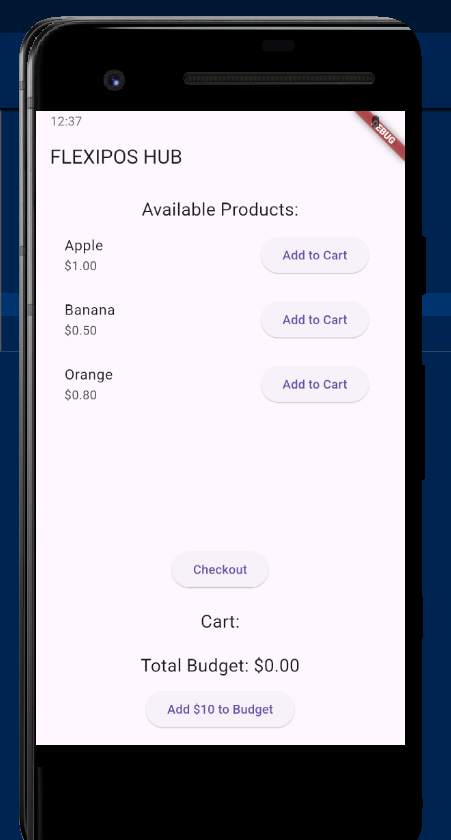 12:37
FLEXIPOS HUB
Available Products:
Apple
$1.00
Add to Cart
Banana
$0.50
Add to Cart
Orange
$0.80
Add to Cart
Checkout
Cart:
Total Budget: $0.00
Add $10 to Budget